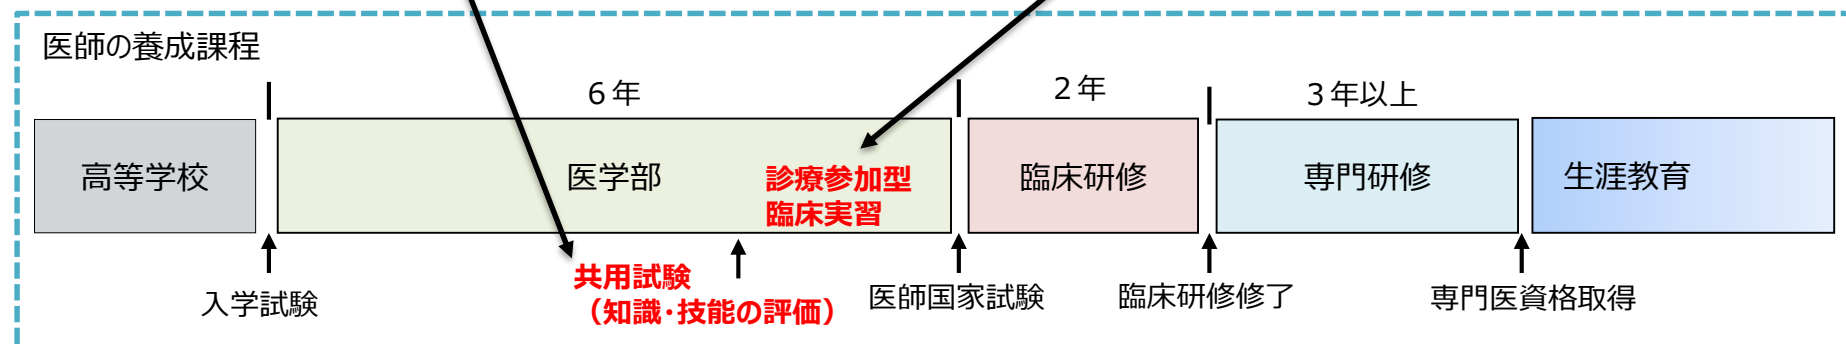 医師の養成課程
6年
2年
3年以上
高等学校
医学部
診療参加型
臨床実習
臨床研修
専門研修
生涯教育
入学試験
共用試験
（知識・技能の評価）
医師国家試験
臨床研修修了
専門医資格取得